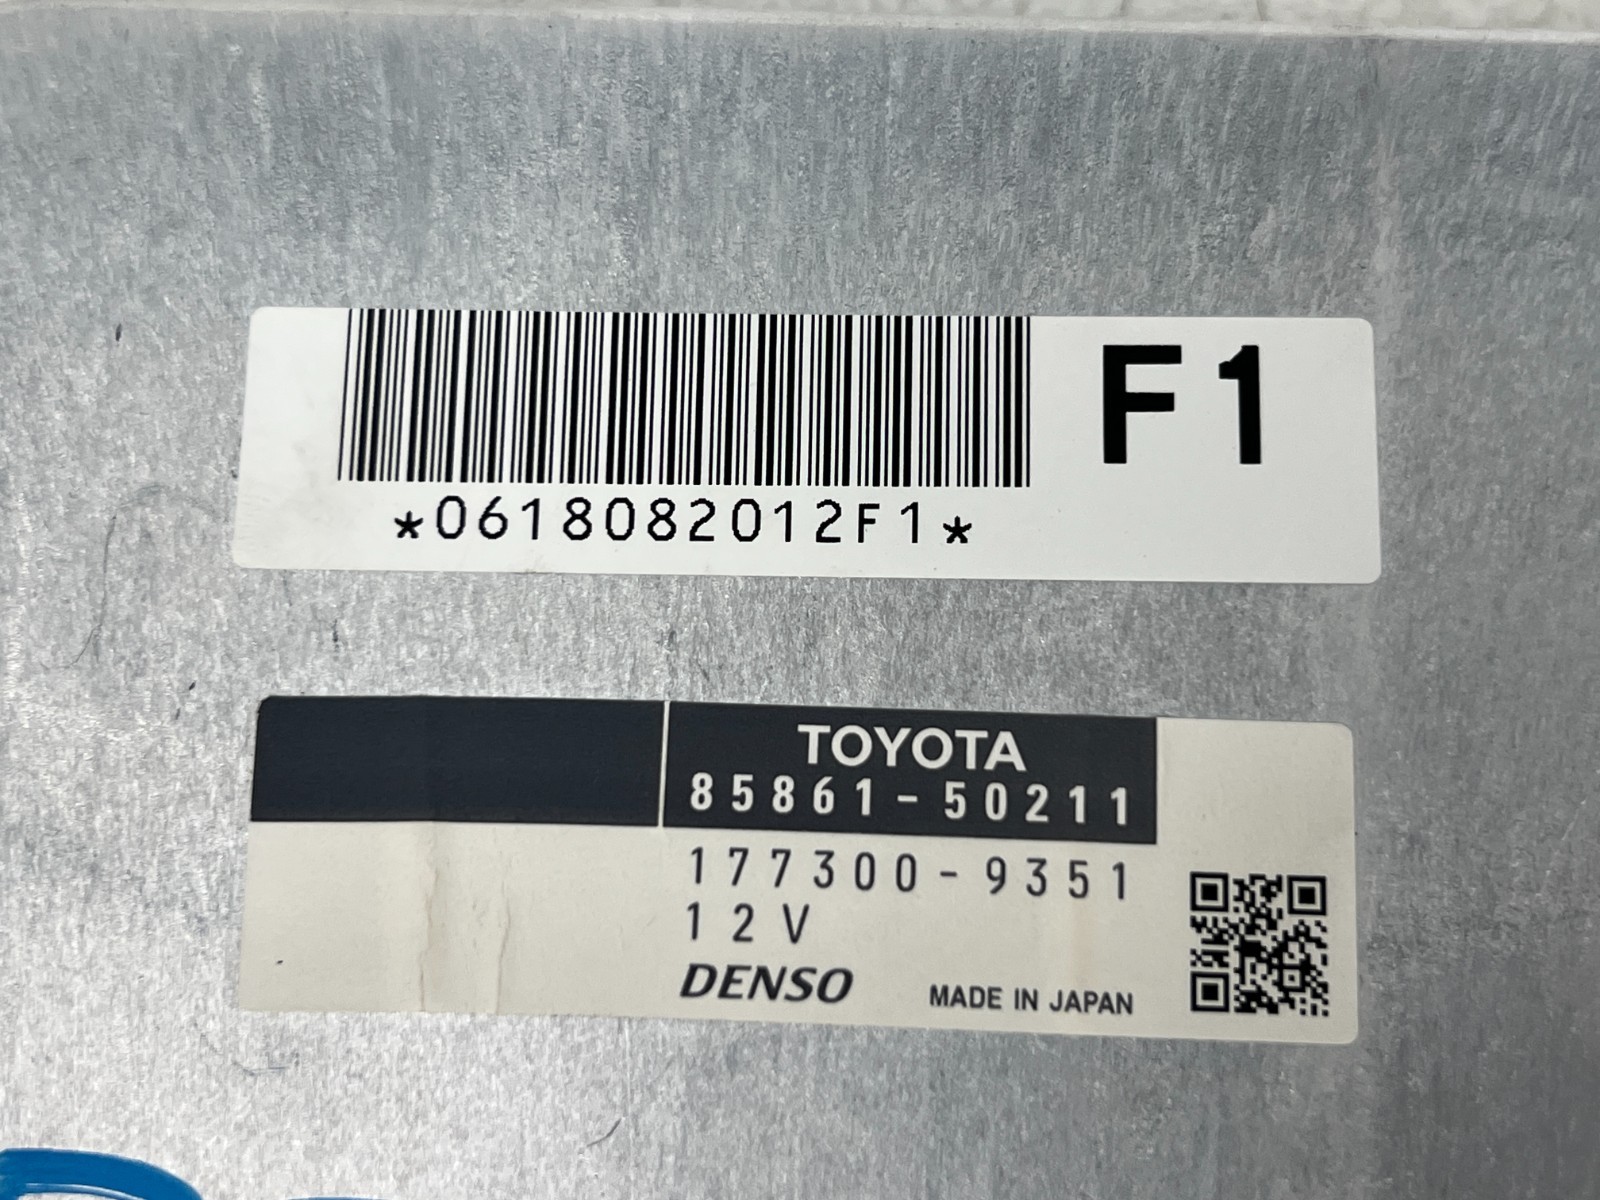 F1
*0618082012F1*
TOYOTA
85861-50211
177300-9351
12V
DENSO
MADE IN JAPAN